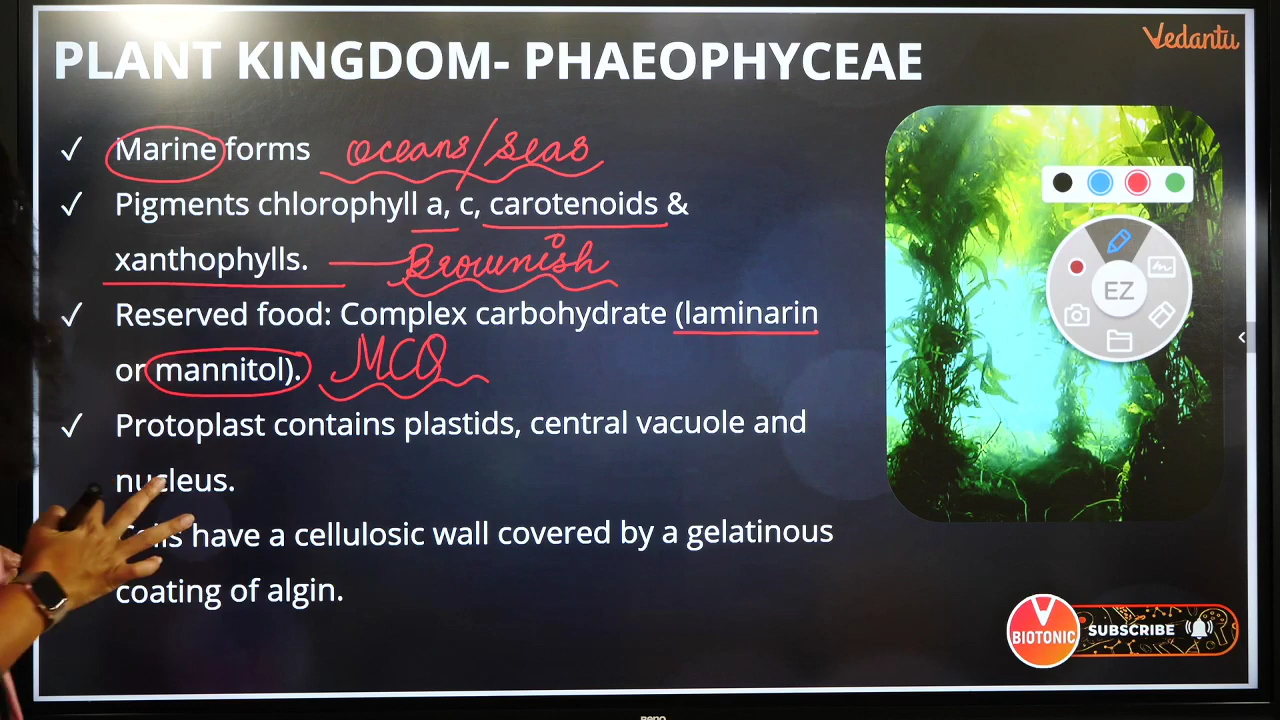 Vedantu
PLANT KINGDOM- PHAEOPHYCEAE
✓ Marine forms oceans/seas
✓ Pigments chlorophyll a, c, carotenoids &
xanthophylls. Brownish
✓ Reserved food: Complex carbohydrate (laminarin
or mannitol). MCQ
✓ Protoplast contains plastids, central vacuole and
nucleus.
Cells have a cellulosic wall covered by a gelatinous
coating of algin.
EZ
BIOTONIC SUBSCRIBE
BenQ